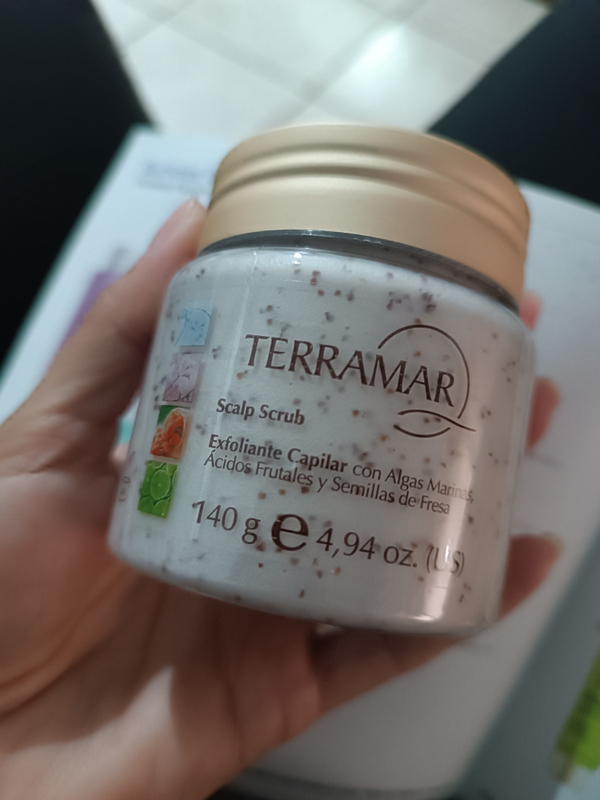 TERRAMAR
Scalp Scrub
Exfoliante Capilar con Algas Marinas,
Ácidos Frutales y Semillas de Fresa
140 g e 4,94 oz. (US)